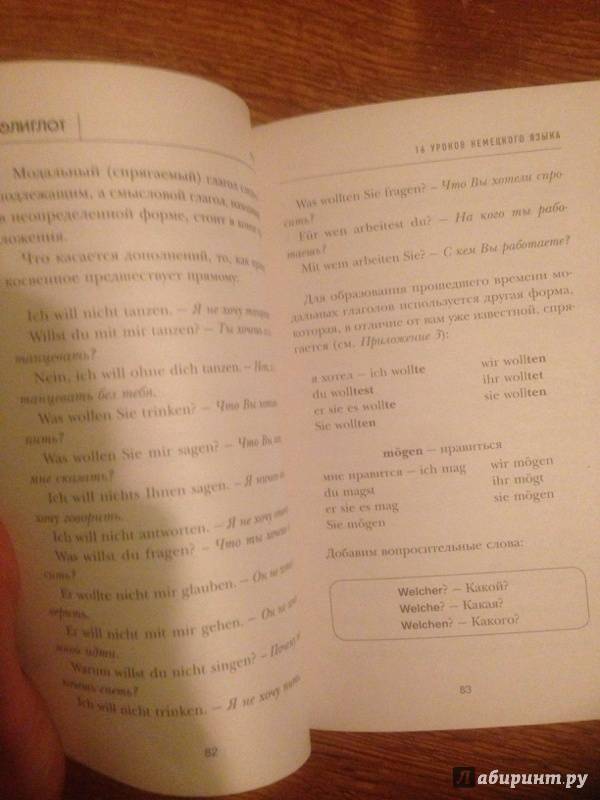 ОЛИГЛОТ
Модальный (спрягаемый) глагол
подлежащим, а смысловой глагол,
в неопределенной форме, стоит в конце
ложения.
Что касается дополнений, то, как
косвенное предшествует прямому:
Ich will nicht tanzen. – Я не хочу
Willst du mit mir tanzen? – Ты хочешь
танцевать?
Nein, ich will ohne dich tanzen. –
танцевать без тебя.
Was wollen Sie trinken? – Что Вы
пить?
Was wollen Sie mir sagen? – Что Вы
мне сказать?
Ich will nichts Ihnen sagen. – Я ничего
хочу говорить.
Ich will nicht antworten. – Я не хочу
Was willst du fragen? – Что ты
сить?
Er wollte nicht mir glauben. – Он не
верить.
Er will nicht mit mir gehen. – Он не
мной идти.
Warum willst du nicht singen? – Почему
хочешь спеть?
Ich will nicht trinken. – Я не хочу пить.
82
16 УРОКОВ НЕМЕЦКОГО ЯЗЫКА
Was wollten Sie fragen? – Что Вы хотели спро-
сить?
Für wen arbeitest du? – На кого ты рабо-
таешь?
Mit wem arbeiten Sie? – С кем Вы работаете?
Для образования прошедшего времени мо-
дальных глаголов используется другая форма,
которая, в отличие от вам уже известной, спря-
гается (см. Приложение 3):
я хотел – ich wollte wir wollten
du wolltest ihr wolltet
er sie es wollte sie wollten
Sie wollten
mögen – нравиться
мне нравится – ich mag wir mögen
du magst ihr mögt
er sie es mag sie mögen
Sie mögen
Добавим вопросительные слова:
Welcher? – Какой?
Welche? – Какая?
Welchen? – Какого?
83
лабиринт.ру